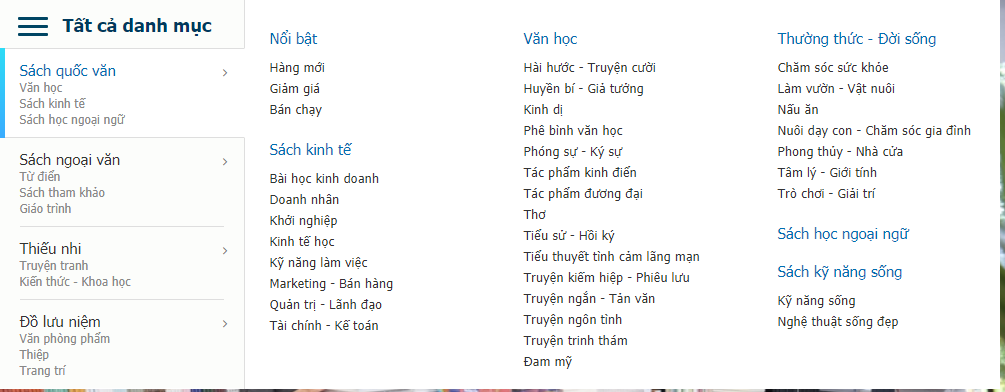 Tất cả danh mục
Sách quốc văn
Văn học
Sách kinh tế
Sách học ngoại ngữ
Sách ngoại văn
Từ điển
Sách tham khảo
Giáo trình
Thiếu nhi
Truyện tranh
Kiến thức - Khoa học
Đồ lưu niệm
Văn phòng phẩm
Thiệp
Trang trí
Nổi bật
Hàng mới
Giảm giá
Bán chạy
Sách kinh tế
Bài học kinh doanh
Doanh nhân
Khởi nghiệp
Kinh tế học
Kỹ năng làm việc
Marketing - Bán hàng
Quản trị - Lãnh đạo
Tài chính - Kế toán
Văn học
Hài hước - Truyện cười
Huyền bí - Giả tưởng
Kinh dị
Phê bình văn học
Phóng sự - Ký sự
Tác phẩm kinh điển
Tác phẩm đương đại
Thơ
Tiểu sử - Hồi ký
Tiểu thuyết tình cảm lãng mạn
Truyện kiếm hiệp - Phiêu lưu
Truyện ngắn - Tản văn
Truyện ngôn tình
Truyện trinh thám
Đam mỹ
Thường thức - Đời sống
Chăm sóc sức khỏe
Làm vườn - Vật nuôi
Nấu ăn
Nuôi dạy con - Chăm sóc gia đình
Phong thủy - Nhà cửa
Tâm lý - Giới tính
Trò chơi - Giải trí
Sách học ngoại ngữ
Sách kỹ năng sống
Kỹ năng sống
Nghệ thuật sống đẹp